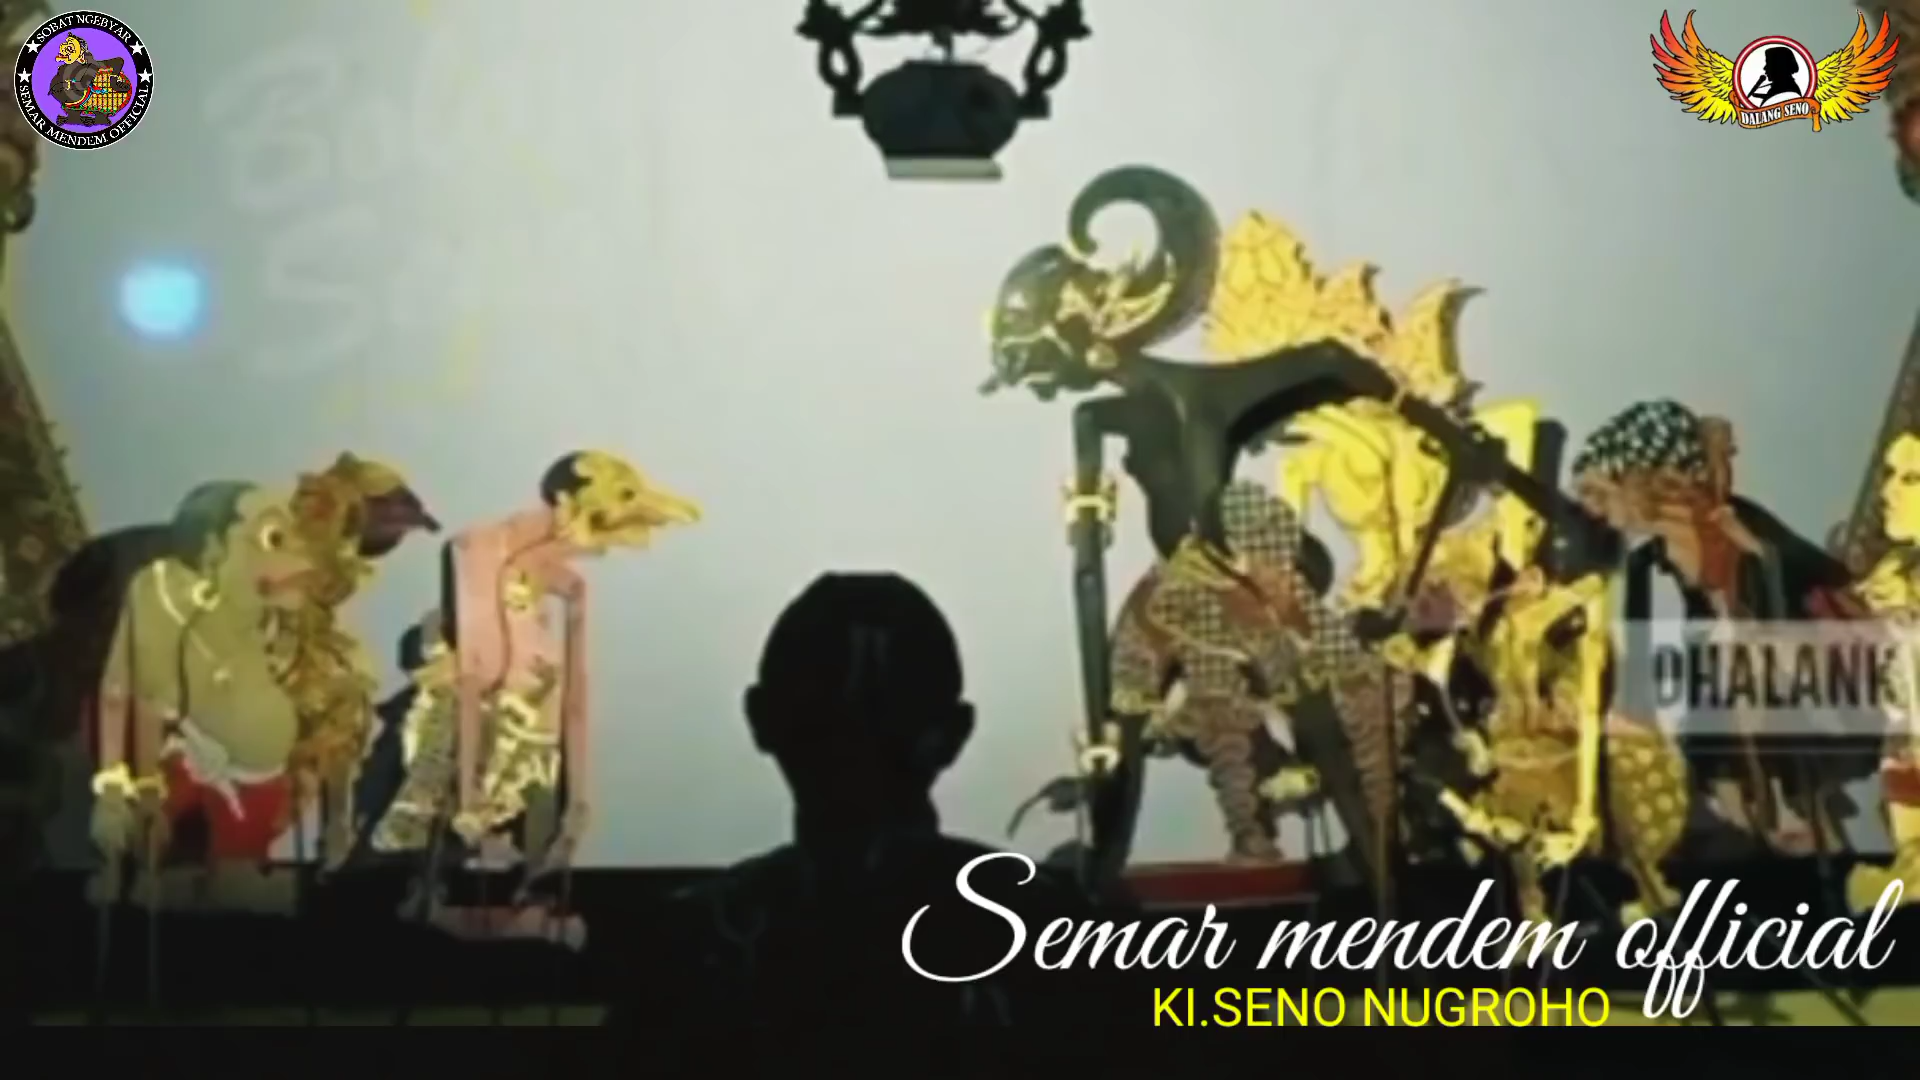 SOBAT NGEBYAR
SEMAR MENDEM OFFICIAL
DALANG SENO
DHALANK
Semar mendem official
KI.SENO NUGROHO